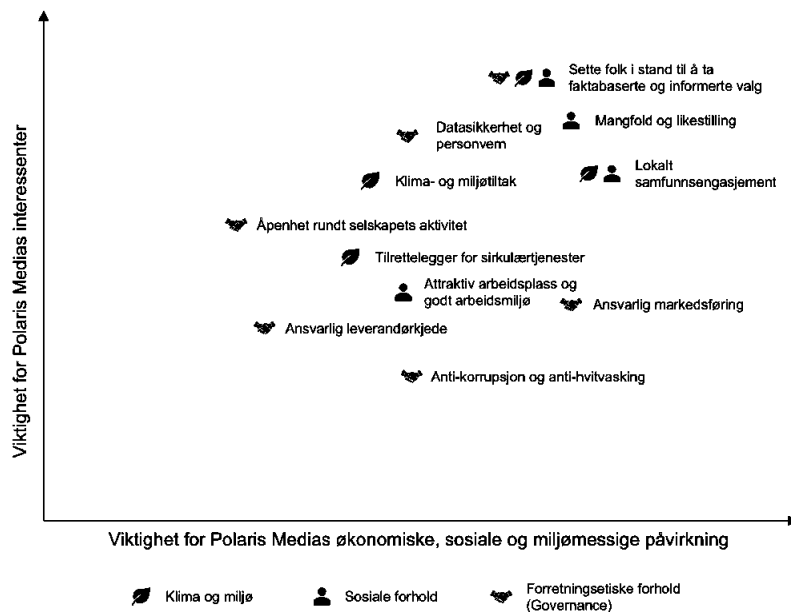 Viktighet for Polaris Medias interessenter
Sette folk i stand til å ta
faktabaserte og informerte valg
Mangfold og likestilling
Datasikkerhet og
personvern
Lokalt
samfunnsengasjement
Klima- og miljøtiltak
Åpenhet rundt selskapets aktivitet
Tilrettelegger for sirkulærtjenester
Attraktiv arbeidsplass og
godt arbeidsmiljø
Ansvarlig markedsføring
Ansvarlig leverandørkjede
Anti-korrupsjon og anti-hvitvasking
Viktighet for Polaris Medias økonomiske, sosiale og miljømessige påvirkning
Klima og miljø
Sosiale forhold
Forretningsetiske forhold
(Governance)